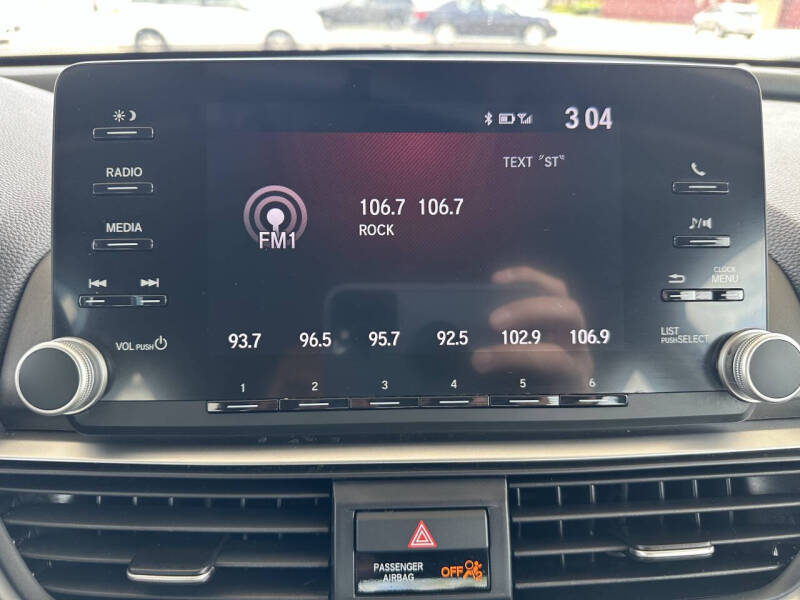 3 04
RADIO
TEXT "ST"
106.7 106.7
MEDIA
FM1
ROCK
CLOCK
MENU
VOL PUSH
93.7 96.5 95.7 92.5 102.9 106.9
LIST
PUSH SELECT
1 2 3 4 5 6
PASSENGER
AIRBAG
OFF